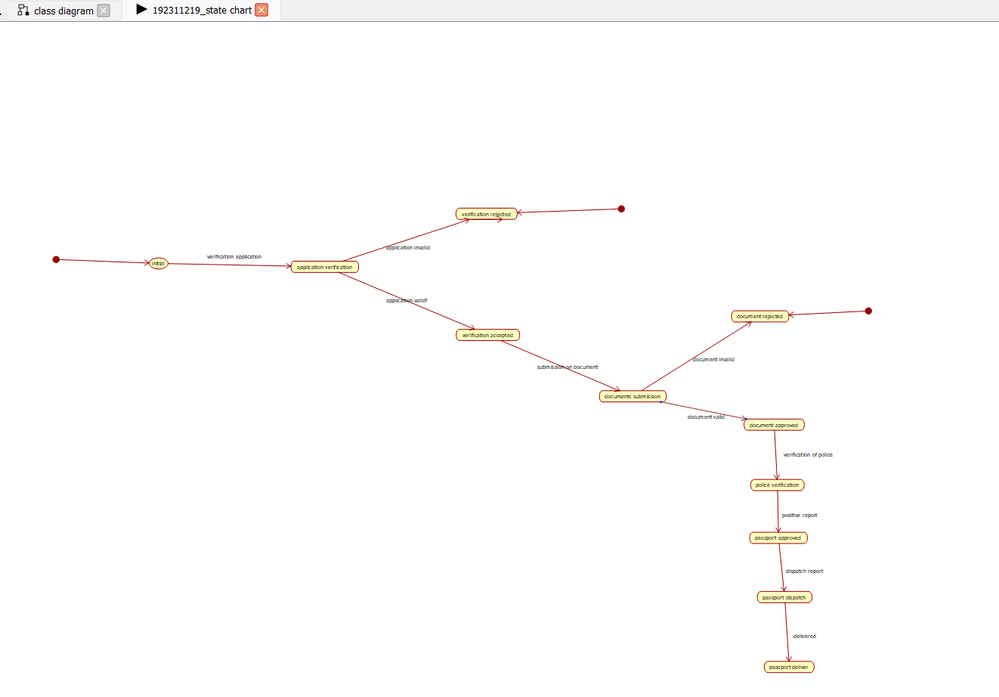 class diagram
192311219_state chart
verification rejected
application invalid
verification application
initial
application verification
application validf
verification accepted
document rejected
submission on document
document invalid
documents submission
document valid
document approved
verification of police
police verification
positive report
passport approved
dispatch report
passport dispatch
delivered
passport deliver